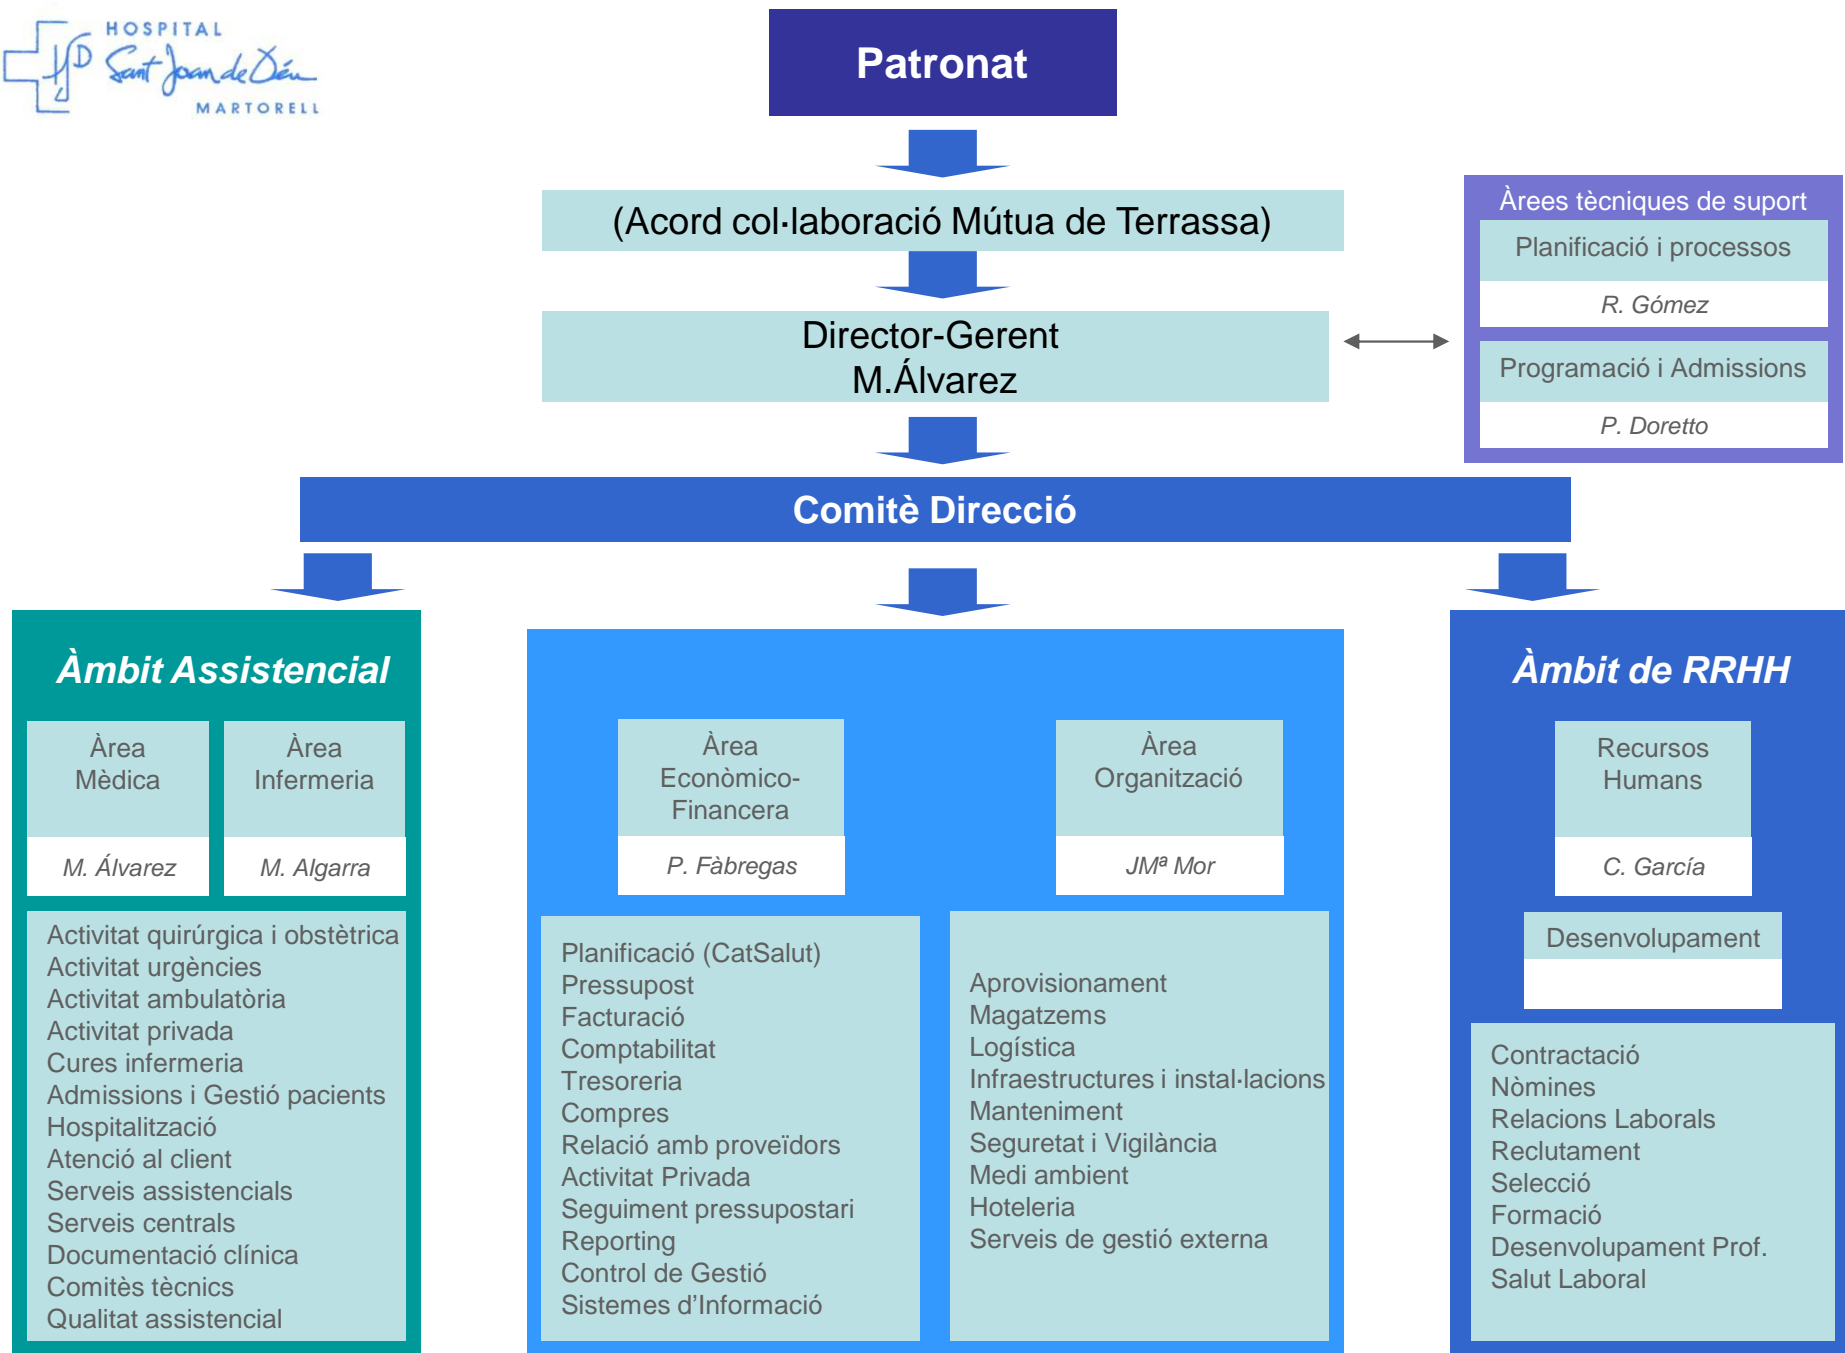 HOSPITAL
Sant Joan de Déu
MARTORELL
Patronat
(Acord col·laboració Mútua de Terrassa)
Director-Gerent
M.Álvarez
Àrees tècniques de suport
Planificació i processos
R. Gómez
Programació i Admissions
P. Doretto
Comitè Direcció
Àmbit Assistencial
Àrea
Mèdica
M. Álvarez
Àrea
Infermeria
M. Algarra
Activitat quirúrgica i obstètrica
Activitat urgències
Activitat ambulatòria
Activitat privada
Cures infermeria
Admissions i Gestió pacients
Hospitalització
Atenció al client
Serveis assistencials
Serveis centrals
Documentació clínica
Comitès tècnics
Qualitat assistencial
Àrea
Econòmico-
Financera
P. Fàbregas
Planificació (CatSalut)
Pressupost
Facturació
Comptabilitat
Tresoreria
Compres
Relació amb proveïdors
Activitat Privada
Seguiment pressupostari
Reporting
Control de Gestió
Sistemes d’Informació
Àrea
Organització
JMª Mor
Aprovisionament
Magatzems
Logística
Infraestructures i instal·lacions
Manteniment
Seguretat i Vigilància
Medi ambient
Hoteleria
Serveis de gestió externa
Àmbit de RRHH
Recursos
Humans
C. García
Desenvolupament
Contractació
Nòmines
Relacions Laborals
Reclutament
Selecció
Formació
Desenvolupament Prof.
Salut Laboral